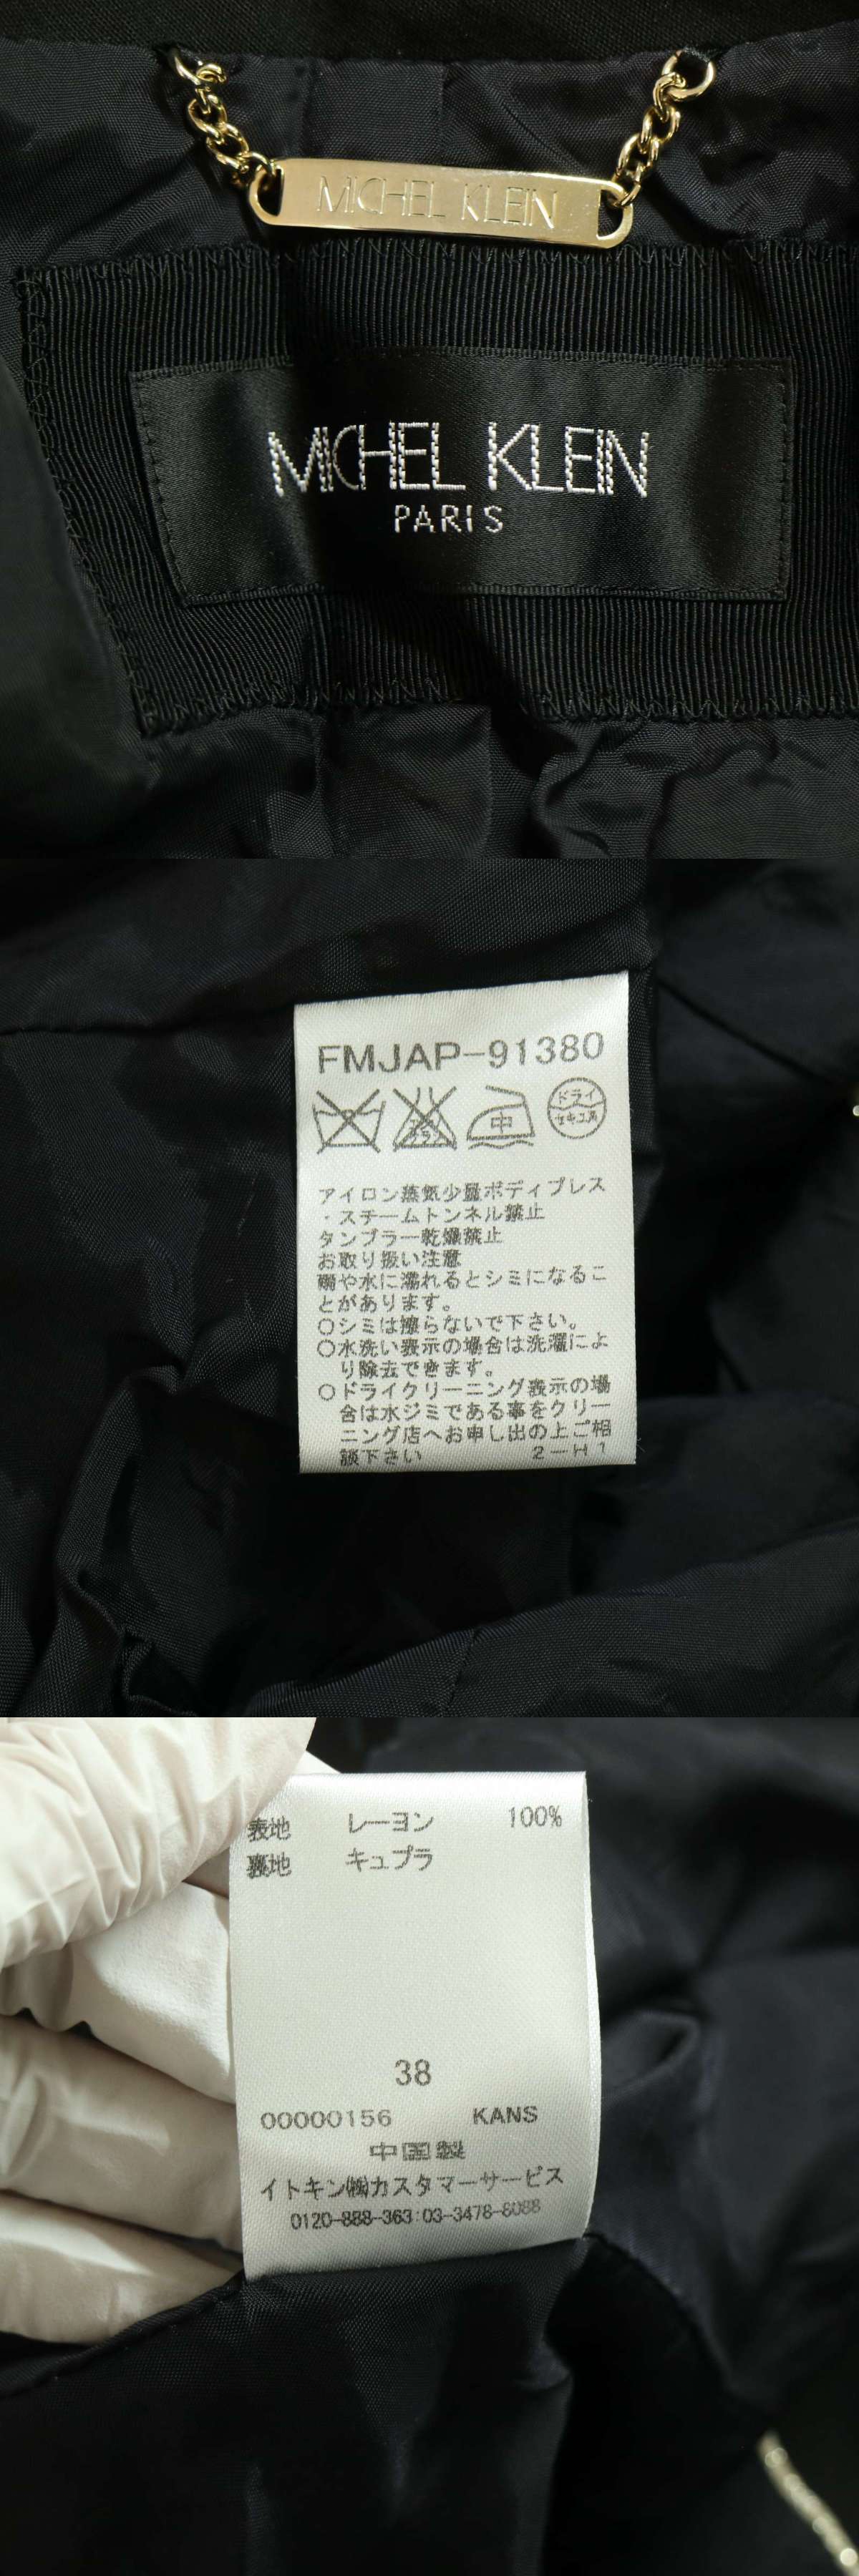 MICHEL KLEIN
MICHEL KLEIN
PARIS
FMJAP-91380
中
ドライ
セキユ系
アイロン蒸気少量ボディプレス
・スチームトンネル禁止
タンブラー乾燥禁止
お取り扱い注意
雨や水に濡れるとシミになるこ
とがあります。
○シミは擦らないで下さい。
○水洗い表示の場合は洗濯によ
り除去できます。
○ドライクリーニング表示の場
合は水ジミである事をクリー
ニング店へお申し出の上ご相
談下さい 2-H1
表地 レーヨン 100%
裏地 キュプラ
38
00000156 KANS
中国製
イトキン㈱カスタマーサービス
0120-888-363:03-3478-8088